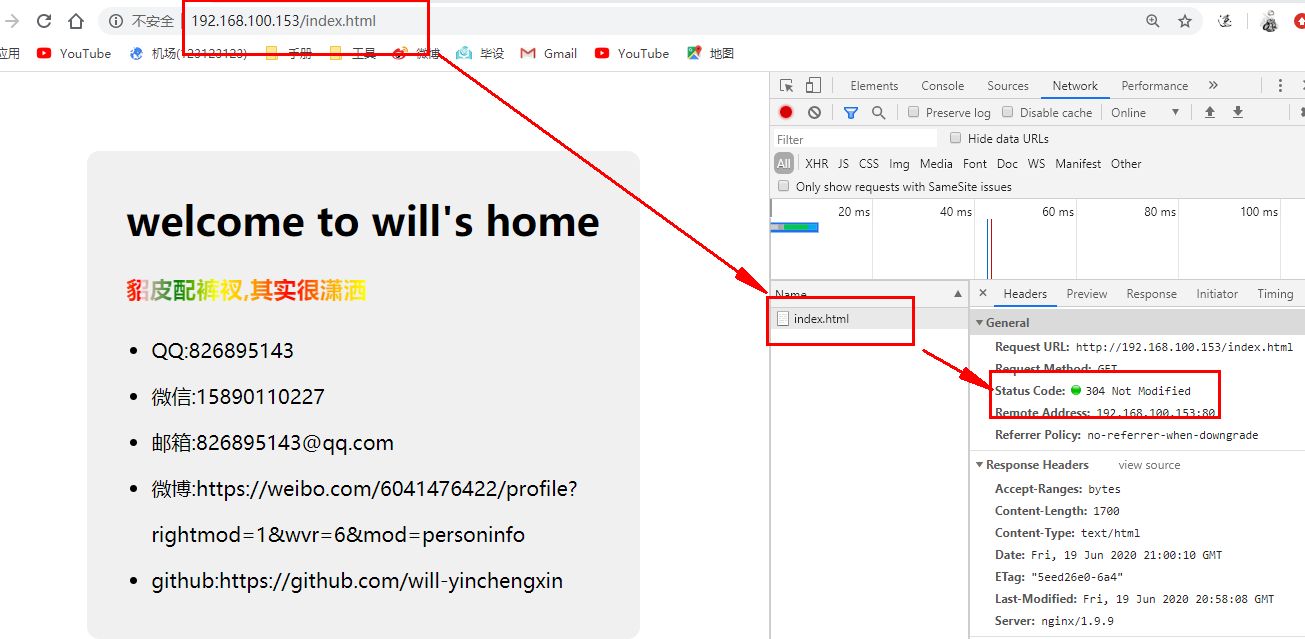 不安全 192.168.100.153/index.html
应用 YouTube 机场(123123123) 手册 工具 微博 毕设 Gmail YouTube 地图
welcome to will's home
貂皮配裤衩,其实很潇洒
QQ:826895143
微信:15890110227
邮箱:826895143@qq.com
微博:https://weibo.com/6041476422/profile?
rightmod=1&wvr=6&mod=personinfo
github:https://github.com/will-yinchengxin
Elements Console Sources Network Performance »
Preserve log Disable cache Online
Filter Hide data URLs
All XHR JS CSS Img Media Font Doc WS Manifest Other
Only show requests with SameSite issues
20 ms 40 ms 60 ms 80 ms 100 ms
Name
index.html
× Headers Preview Response Initiator Timing
General
Request URL: http://192.168.100.153/index.html
Request Method: GET
Status Code: 304 Not Modified
Remote Address: 192.168.100.153:80
Referrer Policy: no-referrer-when-downgrade
Response Headers view source
Accept-Ranges: bytes
Content-Length: 1700
Content-Type: text/html
Date: Fri, 19 Jun 2020 21:00:10 GMT
ETag: "5eed26e0-6a4"
Last-Modified: Fri, 19 Jun 2020 20:58:08 GMT
Server: nginx/1.9.9